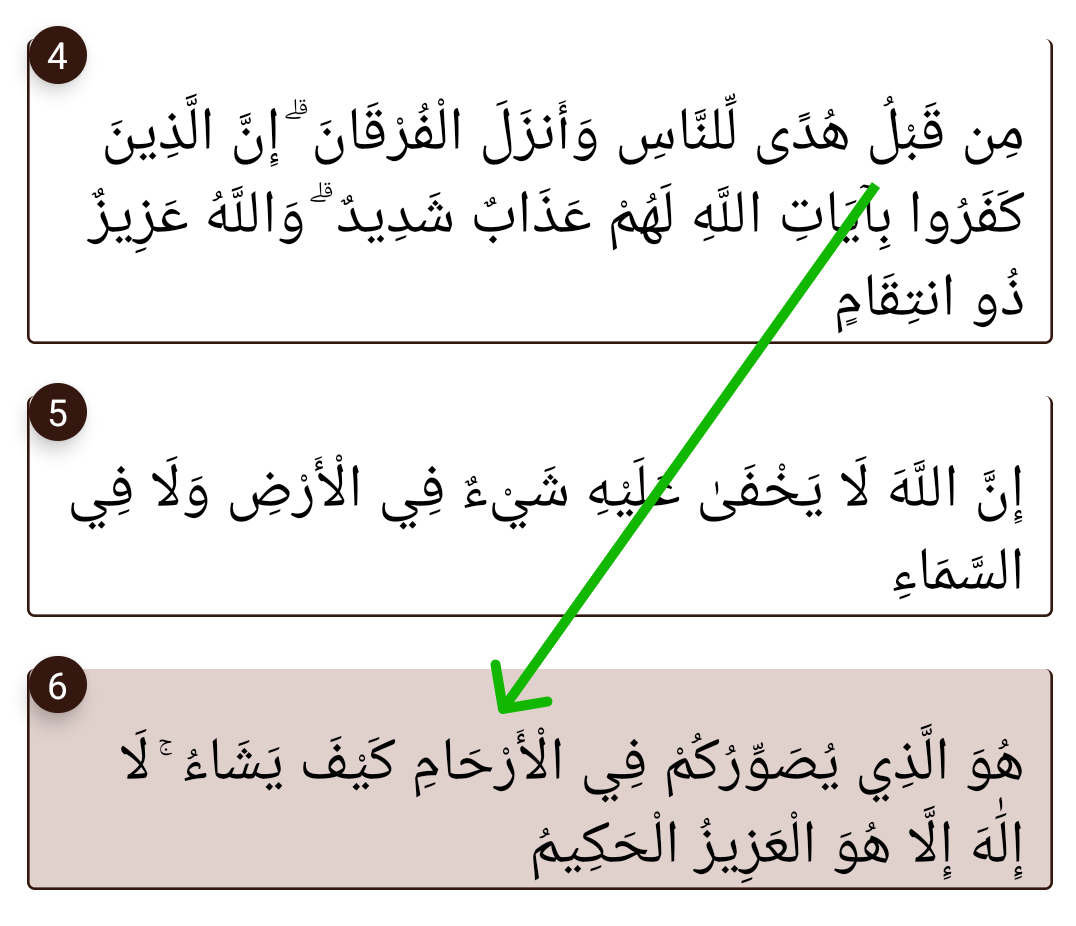 4
مِن قَبْلُ هُدًى لِّلنَّاسِ وَأَنزَلَ الْفُرْقَانَ ۗ إِنَّ الَّذِينَ
كَفَرُوا بِآيَاتِ اللَّهِ لَهُمْ عَذَابٌ شَدِيدٌ ۗ وَاللَّهُ عَزِيزٌ
ذُو انتِقَامٍ
5
إِنَّ اللَّهَ لَا يَخْفَىٰ عَلَيْهِ شَيْءٌ فِي الْأَرْضِ وَلَا فِي
السَّمَاءِ
6
هُوَ الَّذِي يُصَوِّرُكُمْ فِي الْأَرْحَامِ كَيْفَ يَشَاءُ ۚ لَا
إِلَٰهَ إِلَّا هُوَ الْعَزِيزُ الْحَكِيمُ